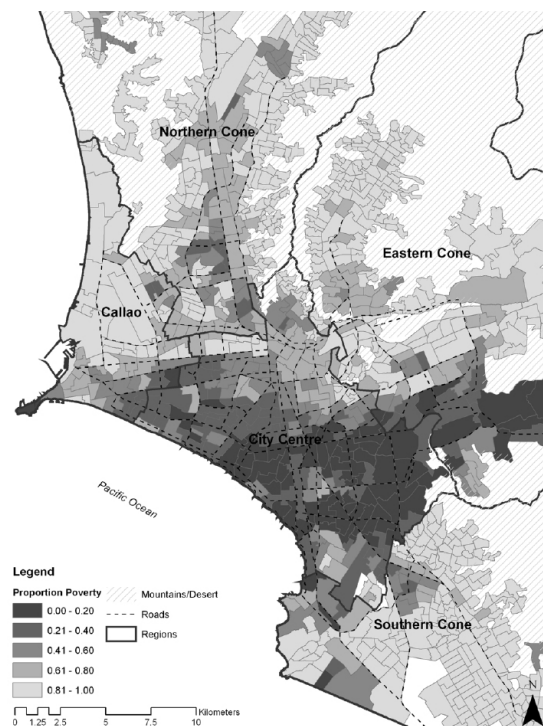 Northern Cone
Eastern Cone
Callao
City Centre
Pacific Ocean
Southern Cone
Legend
Proportion Poverty
0.00 - 0.20
0.21 - 0.40
0.41 - 0.60
0.61 - 0.80
0.81 - 1.00
Mountains/Desert
Roads
Regions
Kilometers
0 1.25 2.5 5 7.5 10
N